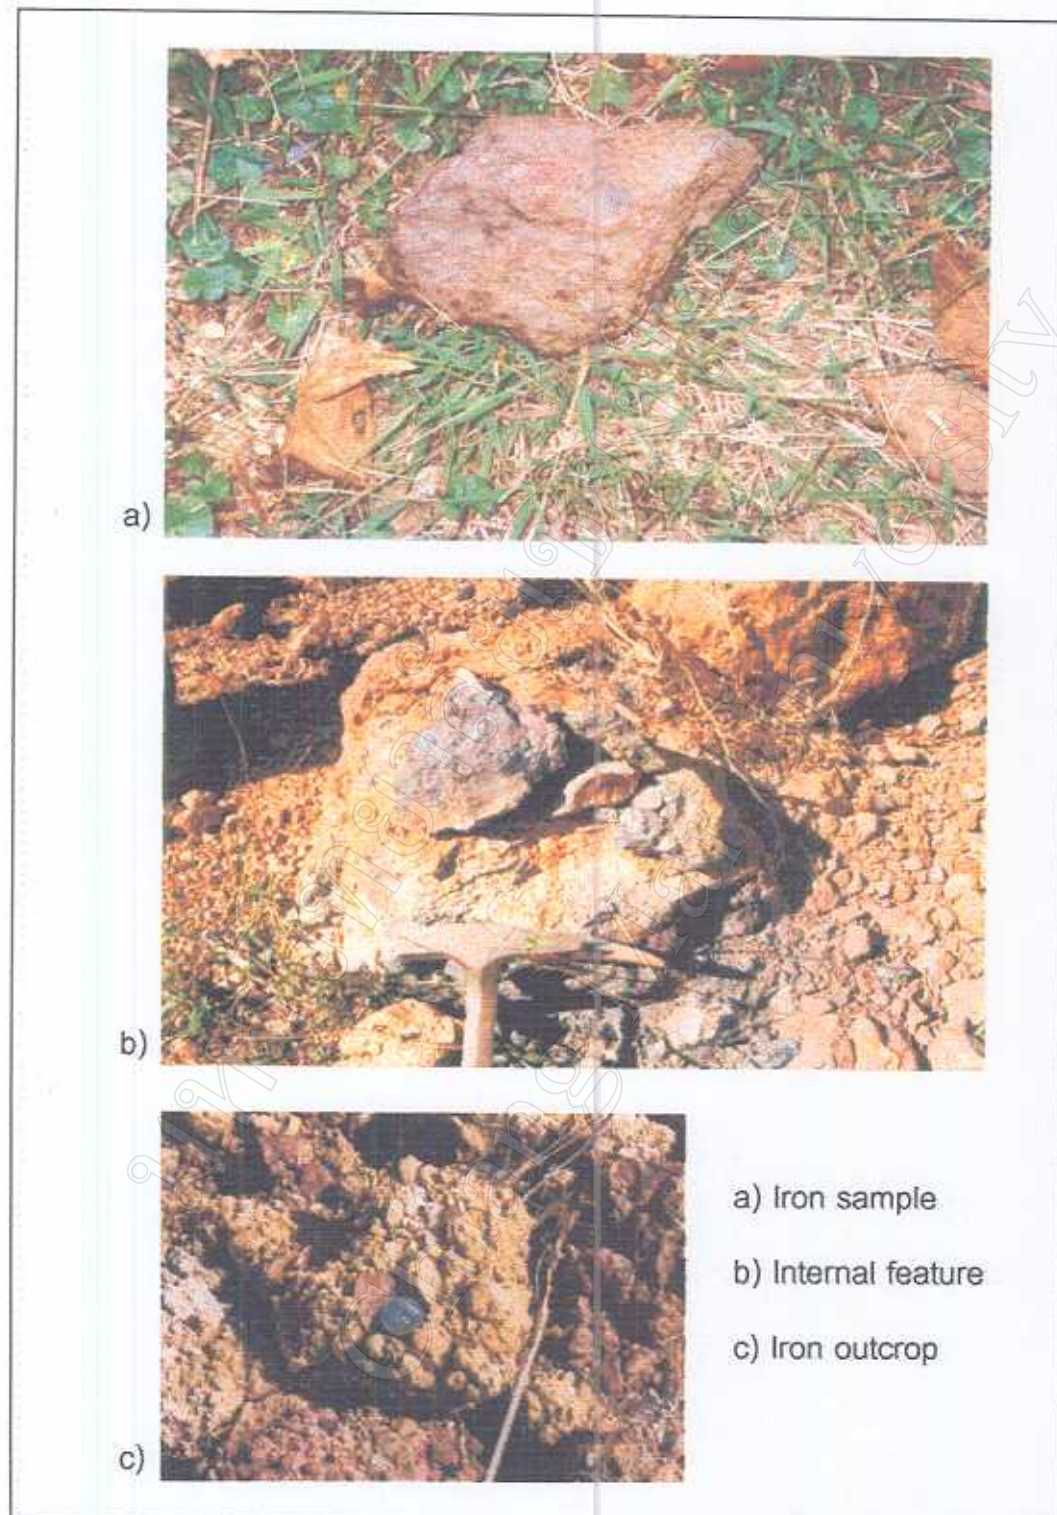 a)
b)
c)
a) Iron sample
b) Internal feature
c) Iron outcrop